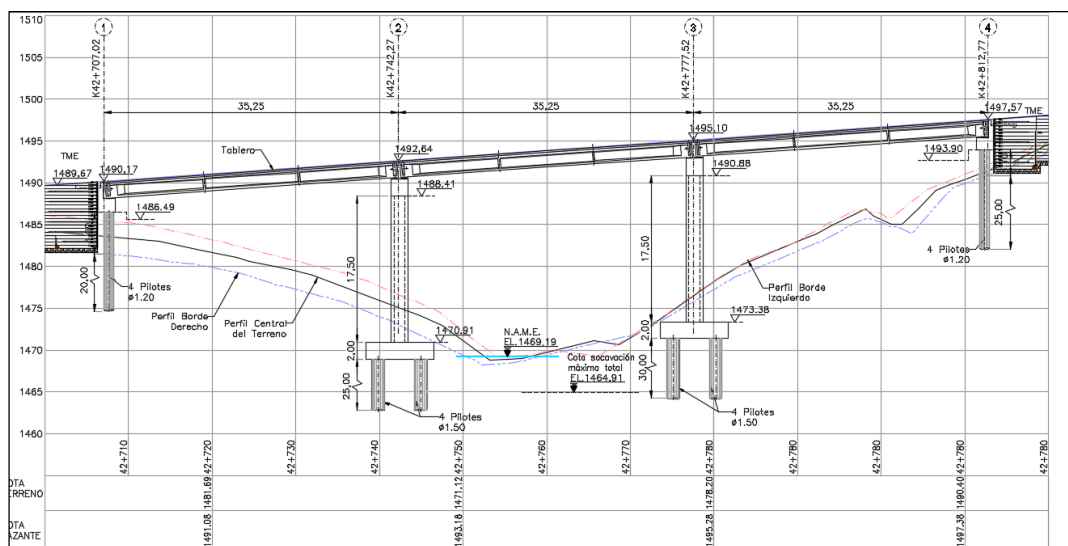 1510
1505
1500
1495
1490
1485
1480
1475
1470
1465
1460
1
2
3
4
K42+707,02
K42+742,27
K42+777,52
K42+812,77
35,25
35,25
35,25
TME
1489,67
1490,17
1486.49
Tablero
1492,64
1488.41
1495.10
1490.88
1497,57
TME
1493.90
17,50
17,50
20,00
4 Pilotes
ø1.20
Perfil Borde
Derecho
Perfil Central
del Terreno
1470.91
2,00
25,00
4 Pilotes
ø1.50
N.A.M.E.
EL.1469.19
Cota socavación
máxima total
EL.1464.91
1473.38
2,00
30,00
4 Pilotes
ø1.50
Perfil Borde
Izquierdo
4 Pilotes
ø1.20
25,00
42+710
42+720
42+730
42+740
42+750
42+760
42+770
42+780
42+780
42+780
42+780
42+780
OTA
ERRENO
1481.69
1471.12
1478.20
1490.40
OTA
AZANTE
1491.08
1493.18
1495.28
1497.38